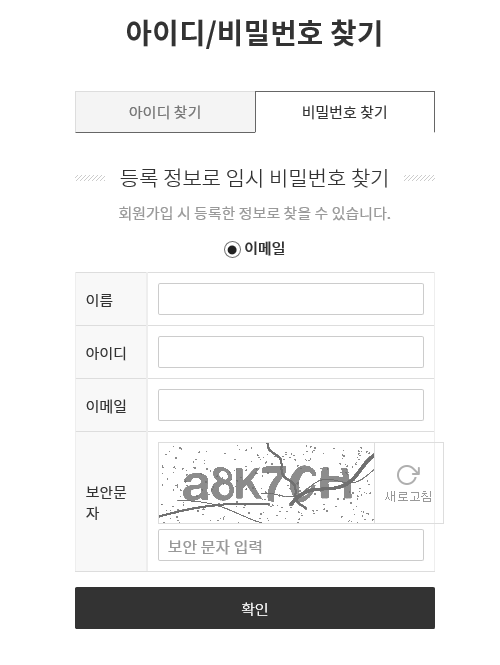 아이디/비밀번호 찾기
아이디 찾기
비밀번호 찾기
등록 정보로 임시 비밀번호 찾기
회원가입 시 등록한 정보로 찾을 수 있습니다.
이메일
이름
아이디
이메일
보안문
자
a8K7CH
새로고침
보안 문자 입력
확인